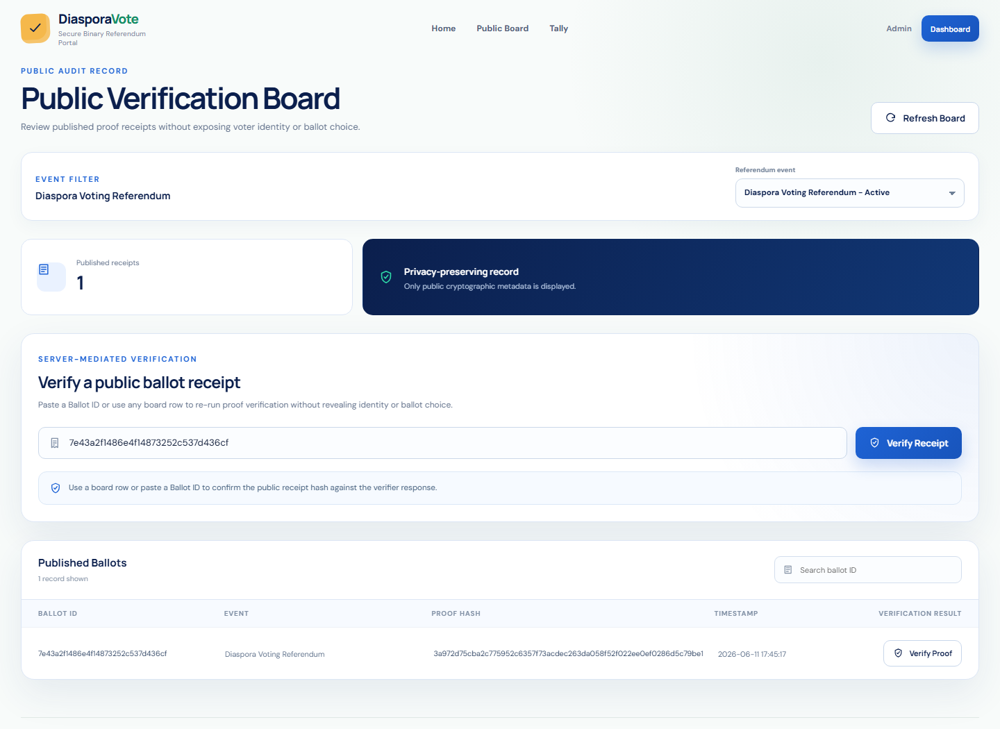 DiasporaVote
Secure Binary Referendum
Portal
Home
Public Board
Tally
Admin
Dashboard
PUBLIC AUDIT RECORD
Public Verification Board
Review published proof receipts without exposing voter identity or ballot choice.
Refresh Board
EVENT FILTER
Diaspora Voting Referendum
Referendum event
Diaspora Voting Referendum - Active
Published receipts
1
Privacy-preserving record
Only public cryptographic metadata is displayed.
SERVER-MEDIATED VERIFICATION
Verify a public ballot receipt
Paste a Ballot ID or use any board row to re-run proof verification without revealing identity or ballot choice.
7e43a2f1486e4f14873252c537d436cf
Verify Receipt
Use a board row or paste a Ballot ID to confirm the public receipt hash against the verifier response.
Published Ballots
1 record shown
Search ballot ID
BALLOT ID
EVENT
PROOF HASH
TIMESTAMP
VERIFICATION RESULT
7e43a2f1486e4f14873252c537d436cf
Diaspora Voting Referendum
3a972d75cba2c775952c6357f73acdec263da058f52f022ee0ef0286d5c79be1
2026-06-11 17:45:17
Verify Proof